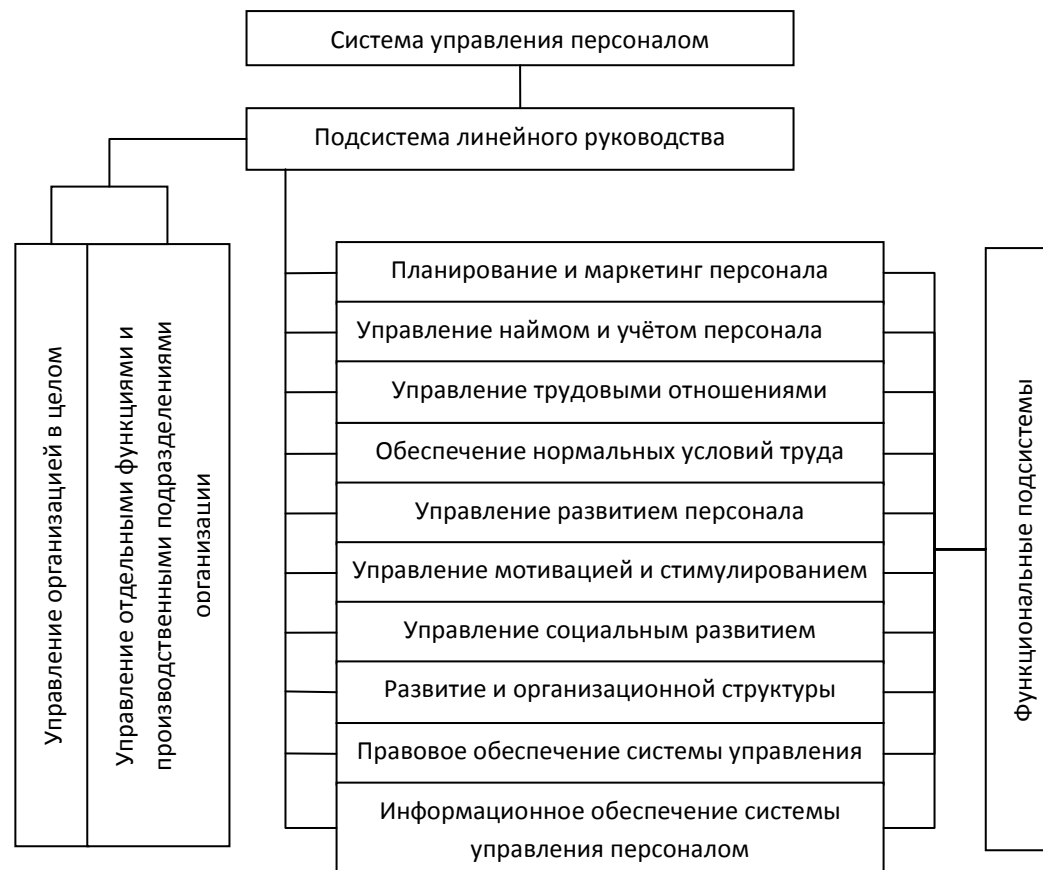 Система управления персоналом
Подсистема линейного руководства
Управление организацией в целом
Управление отдельными функциями и
производственными подразделениями
организации
Планирование и маркетинг персонала
Управление наймом и учётом персонала
Управление трудовыми отношениями
Обеспечение нормальных условий труда
Управление развитием персонала
Управление мотивацией и стимулированием
Управление социальным развитием
Развитие и организационной структуры
Правовое обеспечение системы управления
Информационное обеспечение системы
управления персоналом
Функциональные подсистемы